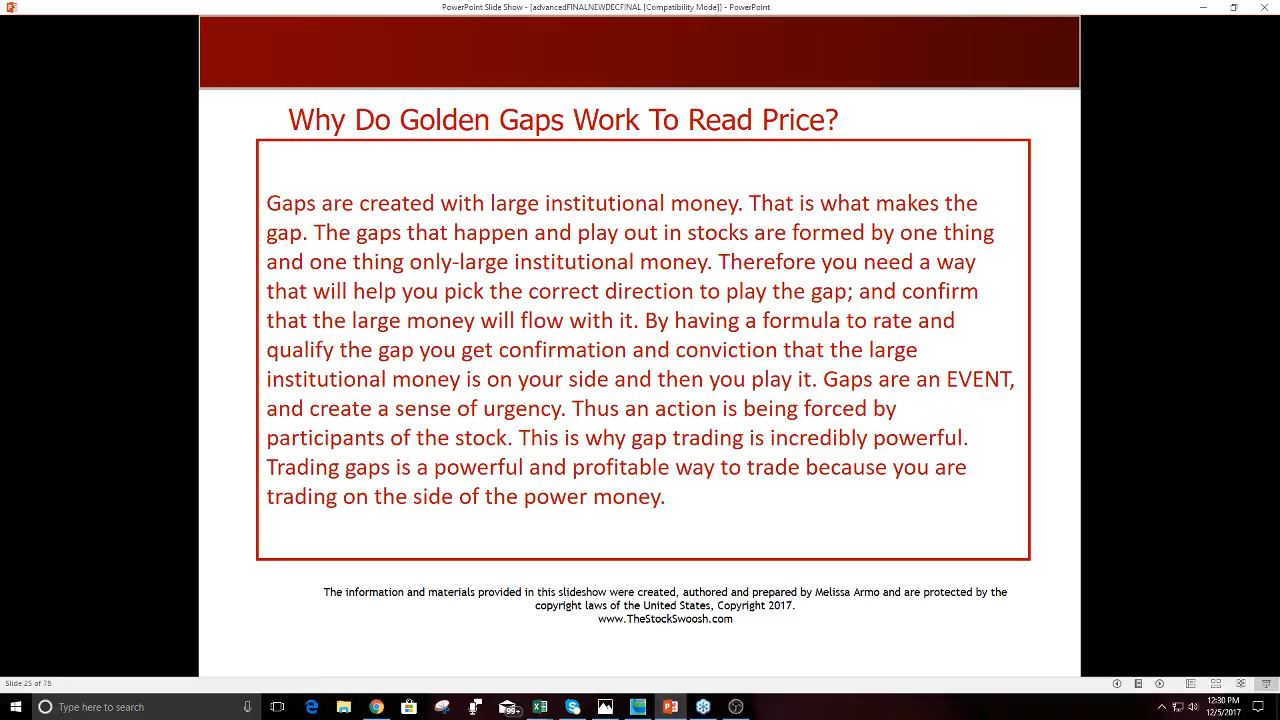 PowerPoint Slide Show - [advancedFINALNEWDECFINAL [Compatibility Mode]] - PowerPoint
Why Do Golden Gaps Work To Read Price?
Gaps are created with large institutional money. That is what makes the
gap. The gaps that happen and play out in stocks are formed by one thing
and one thing only-large institutional money. Therefore you need a way
that will help you pick the correct direction to play the gap; and confirm
that the large money will flow with it. By having a formula to rate and
qualify the gap you get confirmation and conviction that the large
institutional money is on your side and then you play it. Gaps are an EVENT,
and create a sense of urgency. Thus an action is being forced by
participants of the stock. This is why gap trading is incredibly powerful.
Trading gaps is a powerful and profitable way to trade because you are
trading on the side of the power money.
The information and materials provided in this slideshow were created, authored and prepared by Melissa Armo and are protected by the
copyright laws of the United States, Copyright 2017.
www.TheStockSwoosh.com
Slide 25 of 78
Type here to search
99+
12:30 PM
12/5/2017